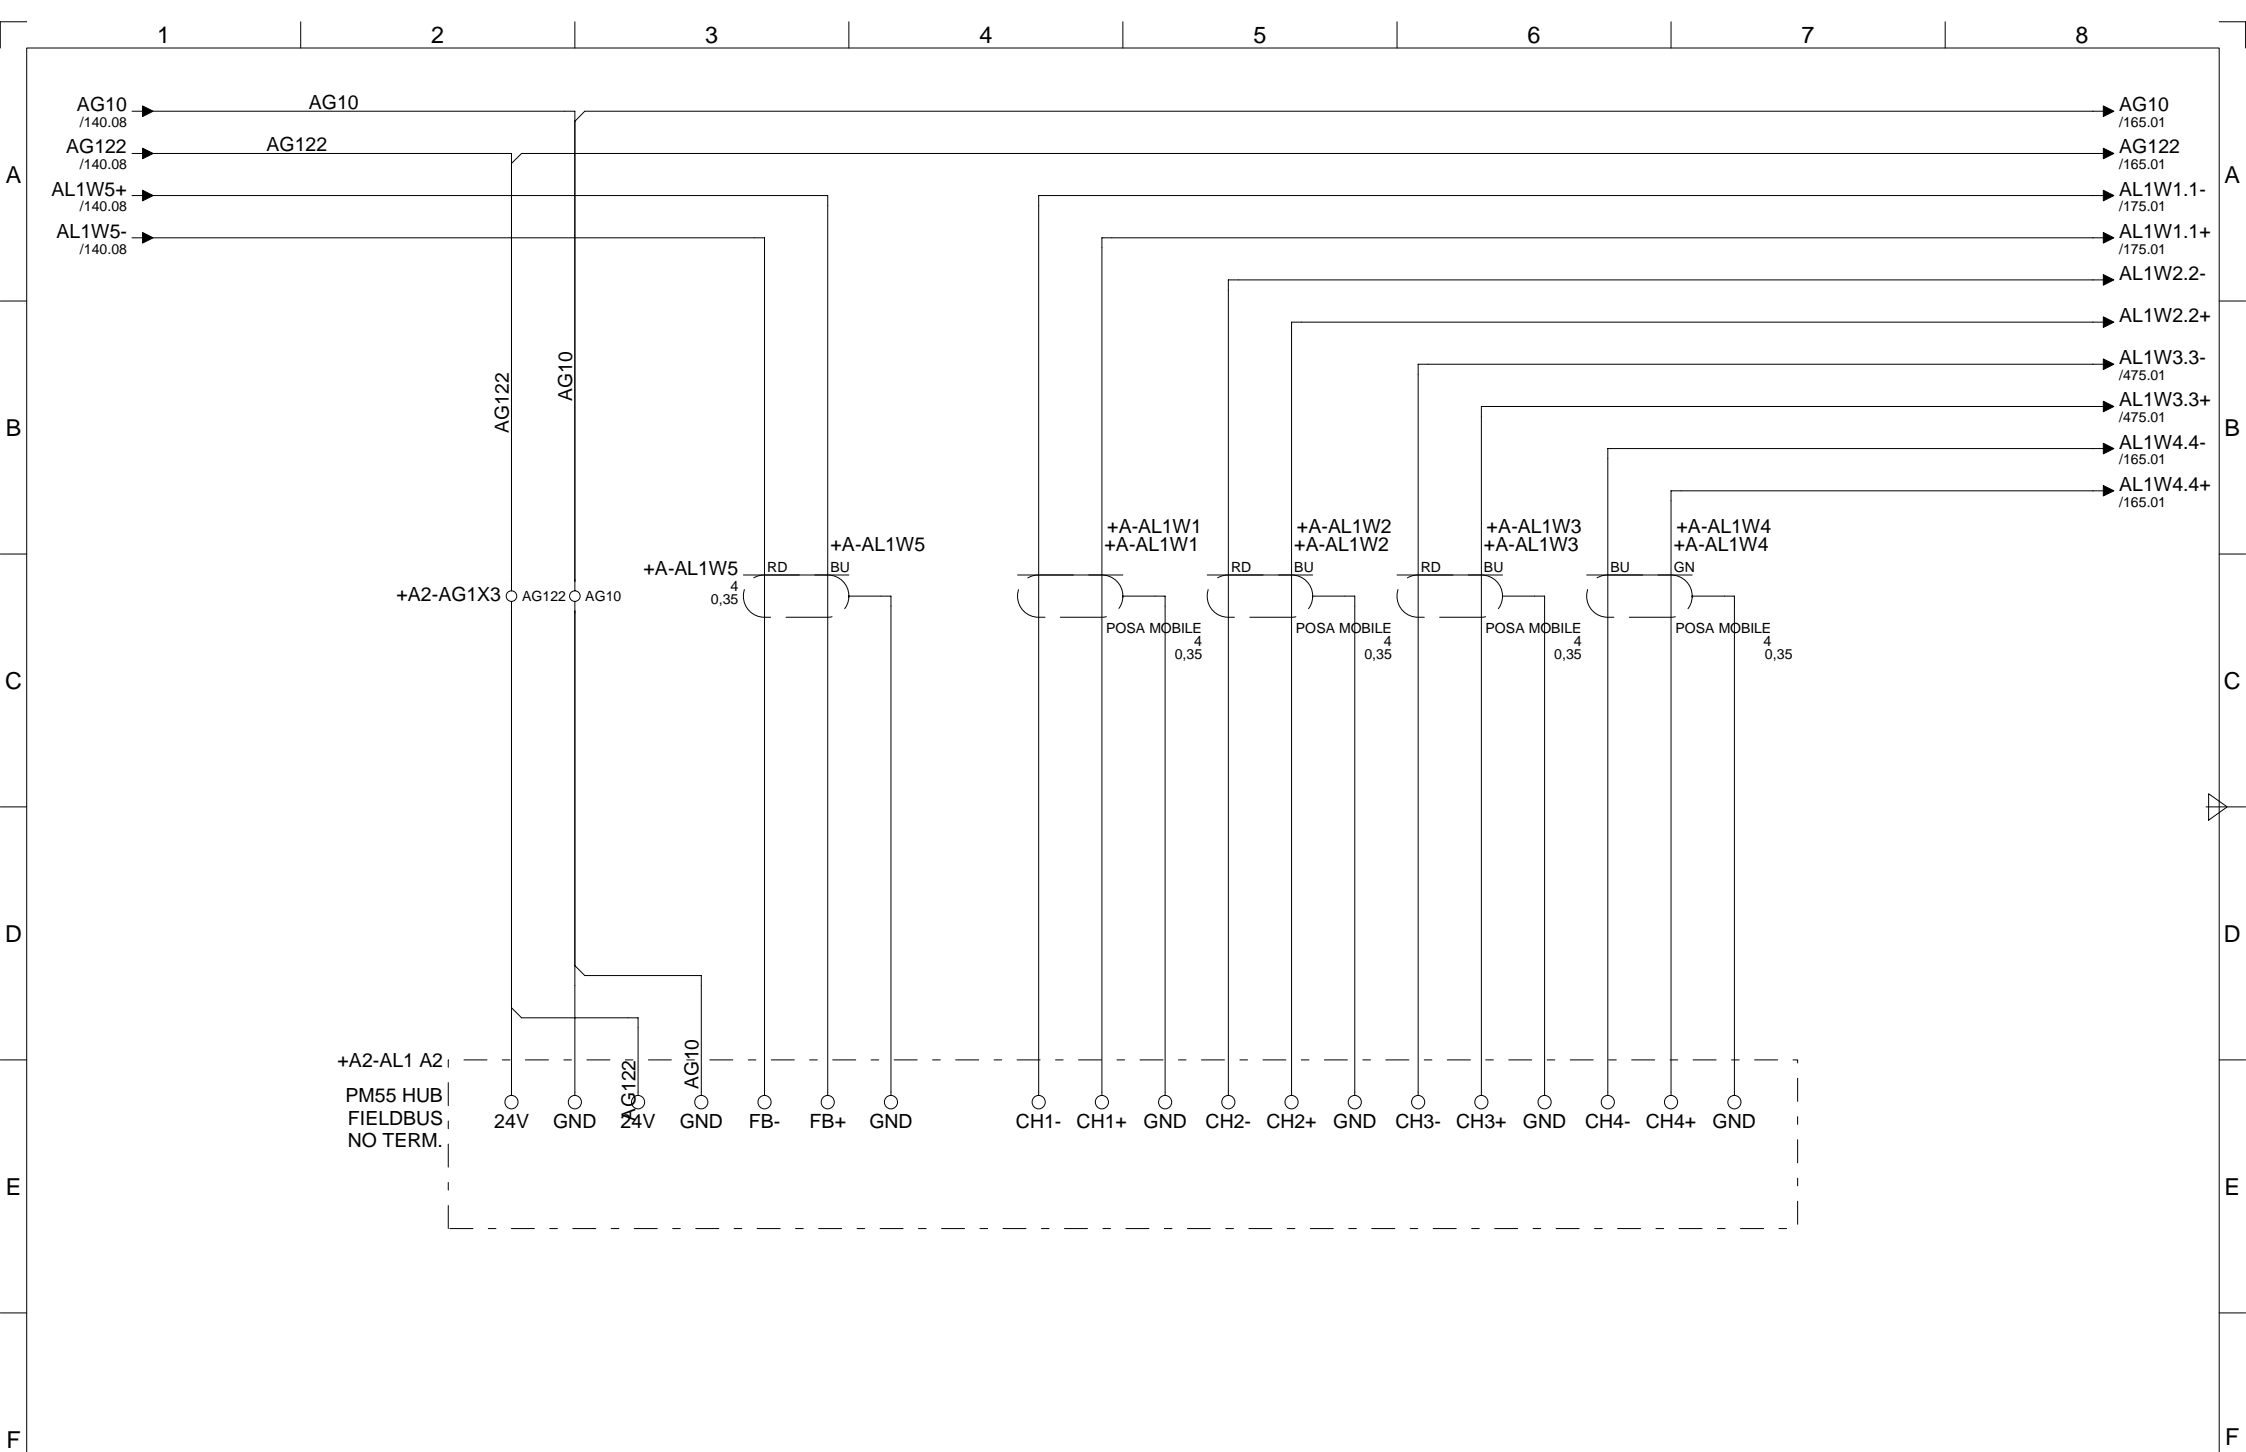 1 2 3 4 5 6 7 8
AG10 AG10 AG10
/140.08 /165.01
AG122 AG122 AG122
/140.08 /165.01
A A
AL1W5+ AL1W1.1-
/140.08 /175.01
AL1W5- AL1W1.1+
/140.08 /175.01
AL1W2.2-
AL1W2.2+
AG122 AG10
AL1W3.3-
/475.01
AL1W3.3+
/475.01
B B
AL1W4.4-
/165.01
AL1W4.4+
/165.01
+A-AL1W1 +A-AL1W2 +A-AL1W3 +A-AL1W4
+A-AL1W5 +A-AL1W1 +A-AL1W2 +A-AL1W3 +A-AL1W4
+A-AL1W5 RD BU RD BU RD BU BU GN
4
0,35
+A2-AG1X3 AG122 AG10
POSA MOBILE POSA MOBILE POSA MOBILE POSA MOBILE
4 4 4 4
0,35 0,35 0,35 0,35
C C
D D
+A2-AL1 A2
AG122 AG10
PM55 HUB
FIELDBUS
NO TERM.
24V GND 24V GND FB- FB+ GND CH1- CH1+ GND CH2- CH2+ GND CH3- CH3+ GND CH4- CH4+ GND
E E
F F